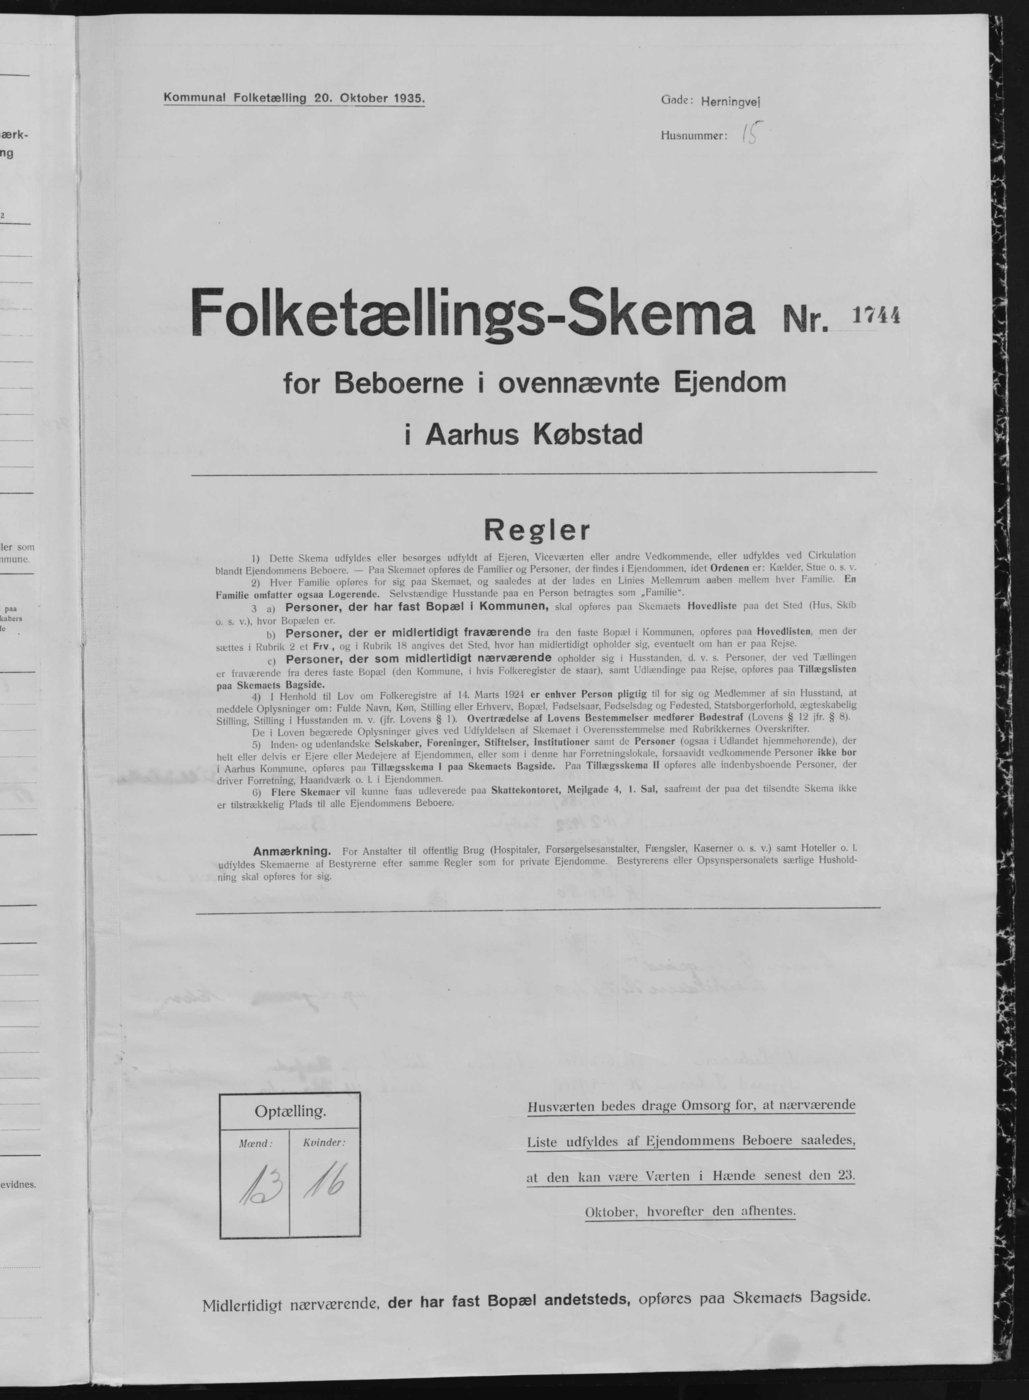 Kommunal Folketælling 20. Oktober 1935.
Gade: Herningvej
Husnummer: 15
Folketællings-Skema Nr. 1744
for Beboerne i ovennævnte Ejendom
i Aarhus Købstad
Regler
1) Dette Skema udfyldes eller besørges udfyldt af Ejeren, Viceværten eller andre Vedkommende, eller udfyldes ved Cirkulation
blandt Ejendommens Beboere. — Paa Skemaet opføres de Familier og Personer, der findes i Ejendommen, idet Ordenen er: Kælder, Stue o. s. v.
2) Hver Familie opføres for sig paa Skemaet, og saaledes at der lades en Linies Mellemrum aaben mellem hver Familie. En
Familie omfatter ogsaa Logerende. Selvstændige Husstande paa en Person betragtes som „Familie“.
3 a) Personer, der har fast Bopæl i Kommunen, skal opføres paa Skemaets Hovedliste paa det Sted (Hus, Skib
o. s. v.), hvor Bopælen er.
b) Personer, der er midlertidigt fraværende fra den faste Bopæl i Kommunen, opføres paa Hovedlisten, men der
sættes i Rubrik 2 et Frv., og i Rubrik 18 angives det Sted, hvor han midlertidigt opholder sig, eventuelt om han er paa Rejse.
c) Personer, der som midlertidigt nærværende opholder sig i Husstanden, d. v. s. Personer, der ved Tællingen
er fraværende fra deres faste Bopæl (den Kommune, i hvis Folkeregister de staar), samt Udlændinge paa Rejse, opføres paa Tillægslisten
paa Skemaets Bagside.
4) I Henhold til Lov om Folkeregistre af 14. Marts 1924 er enhver Person pligtig til for sig og Medlemmer af sin Husstand, at
meddele Oplysninger om: Fulde Navn, Køn, Stilling eller Erhverv, Bopæl, Fødselsaar, Fødselsdag og Fødested, Statsborgerforhold, ægteskabelig
Stilling, Stilling i Husstanden m. v. (jfr. Lovens § 1). Overtrædelse af Lovens Bestemmelser medfører Bødestraf (Lovens § 12 jfr. § 8).
De i Loven begærede Oplysninger gives ved Udfyldelsen af Skemaet i Overensstemmelse med Rubrikkernes Overskrifter.
5) Inden- og udenlandske Selskaber, Foreninger, Stiftelser, Institutioner samt de Personer (ogsaa i Udlandet hjemmehørende), der
helt eller delvis er Ejere eller Medejere af Ejendommen, eller som i denne har Forretningslokale, forsaavidt vedkommende Personer ikke bor
i Aarhus Kommune, opføres paa Tillægsskema I paa Skemaets Bagside. Paa Tillægsskema II opføres alle indenbysboende Personer, der
driver Forretning, Haandværk o. l. i Ejendommen.
6) Flere Skemaer vil kunne faas udleverede paa Skattekontoret, Mejlgade 4, 1. Sal, saafremt der paa det tilsendte Skema ikke
er tilstrækkelig Plads til alle Ejendommens Beboere.
Anmærkning. For Anstalter til offentlig Brug (Hospitaler, Forsørgelsesanstalter, Fængsler, Kaserner o. s. v.) samt Hoteller o. l.
udfyldes Skemaerne af Bestyrerne efter samme Regler som for private Ejendomme. Bestyrerens eller Opsynspersonalets særlige Hushold-
ning skal opføres for sig.
Optælling.
Mænd: Kvinder:
13 16
Husværten bedes drage Omsorg for, at nærværende
Liste udfyldes af Ejendommens Beboere saaledes,
at den kan være Værten i Hænde senest den 23.
Oktober, hvorefter den afhentes.
Midlertidigt nærværende, der har fast Bopæl andetsteds, opføres paa Skemaets Bagside.
ærk-
ng
2
ler som
mmune.
paa
kabers
evidnes.